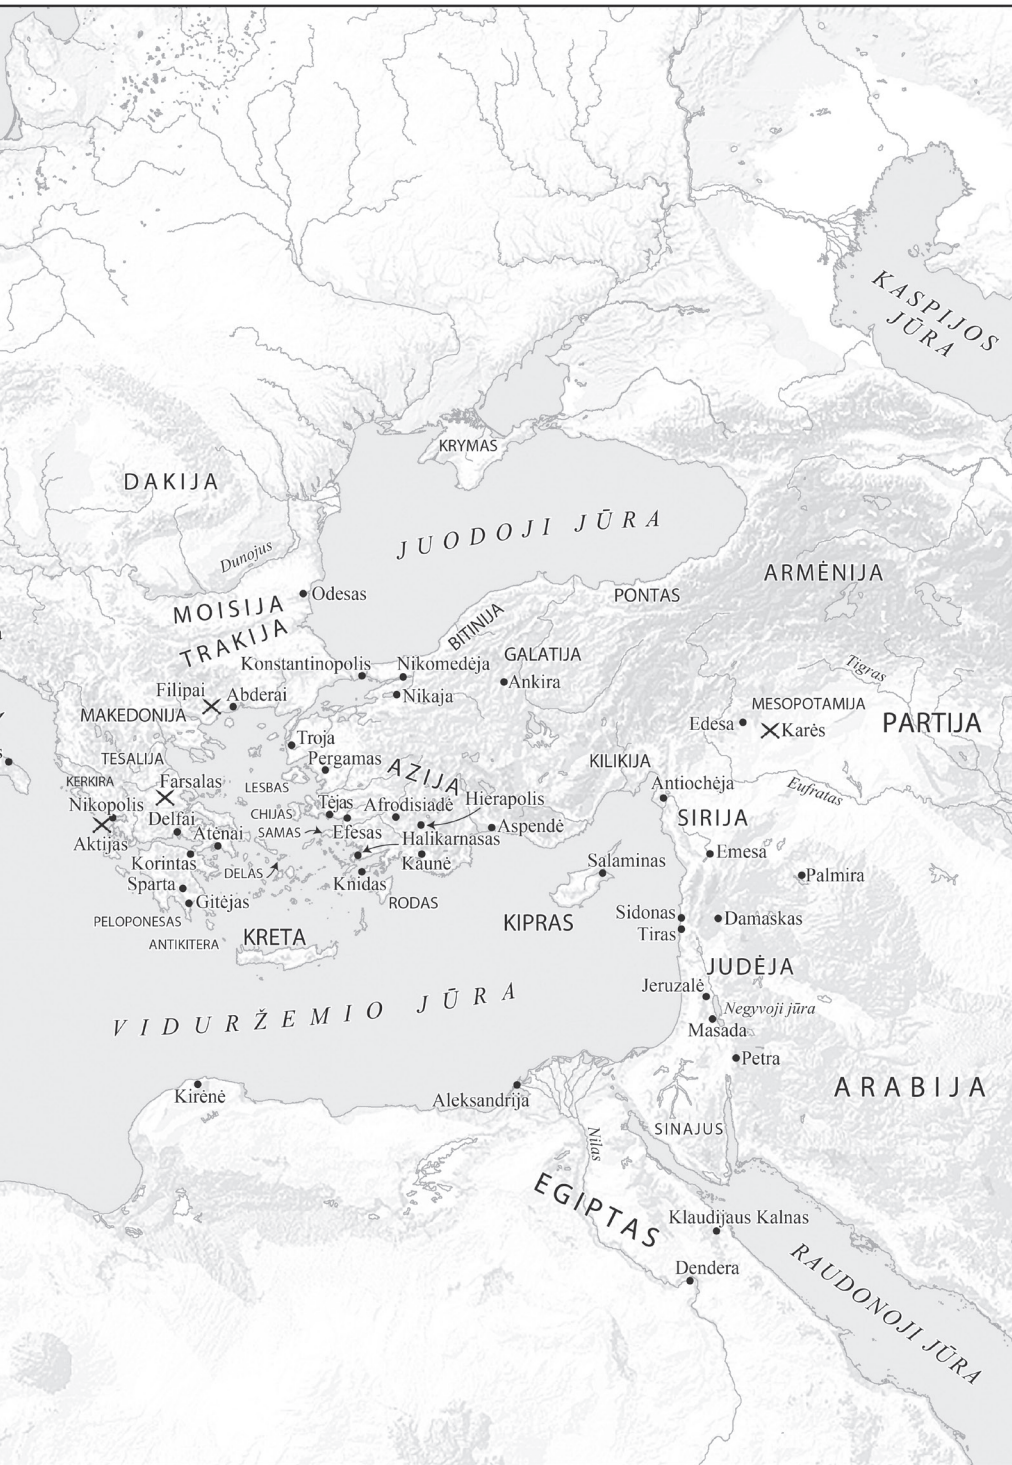 KASPIJOS
JŪRA
KRYMAS
DAKIJA
JUODOJI JŪRA
Dunojus
ARMĖNIJA
Odesas
PONTAS
MOISIJA
BITINIJA
TRAKIJA
GALATIJA
Konstantinopolis
Nikomedėja
Tigras
Ankira
Filipai
Abderai
Nikaja
MESOPOTAMIJA
MAKEDONIJA
Edesa
Karės
PARTIJA
Troja
TESALIJA
Pergamas
KILIKIJA
AZIJA
KERKIRA
Farsalas
LESBAS
Antiochėja
Eufratas
Nikopolis
Tėjas
Afrodisiadė
Hierapolis
CHIJAS
Delfai
SIRIJA
Aktijas
Atėnai
SAMAS
Efesas
Aspendė
Halikarnasas
Korintas
Kaunė
Emesa
Salaminas
DELAS
Palmira
Sparta
Knidas
Gitėjas
RODAS
Sidonas
Damaskas
PELOPONESAS
KIPRAS
Tiras
ANTIKITERA
KRETA
JUDĖJA
Jeruzalė
VIDURŽEMIO JŪRA
Negyvoji jūra
Masada
Petra
ARABIJA
Kirėnė
Aleksandrija
SINAJUS
Nilas
EGIPTAS
Klaudijaus Kalnas
Dendera
RAUDONOJI JŪRA